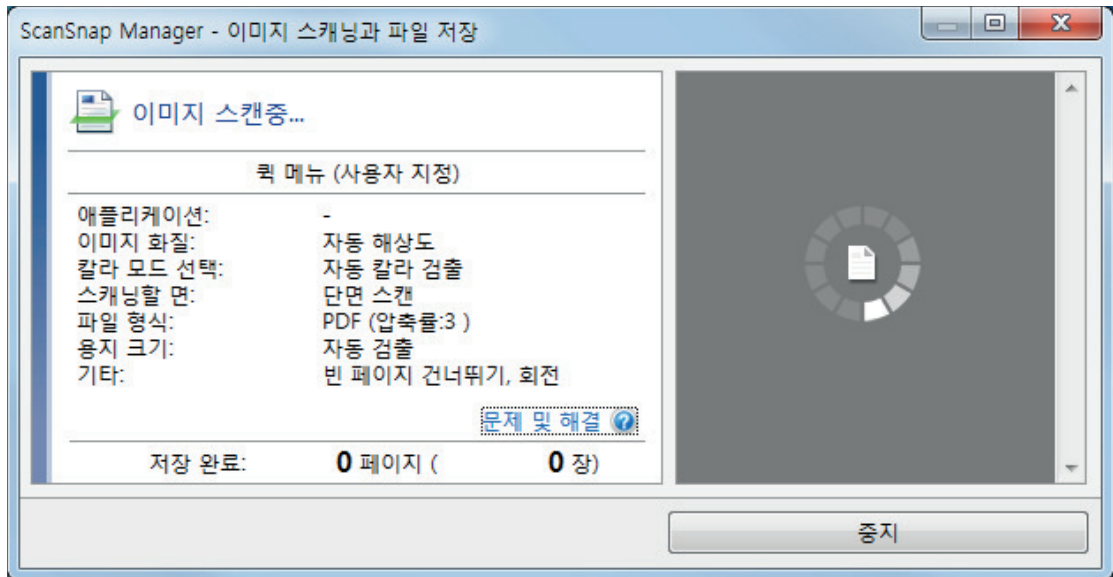 ScanSnap Manager - 이미지 스캐닝과 파일 저장
이미지 스캔중...
퀵 메뉴 (사용자 지정)
애플리케이션: -
이미지 화질: 자동 해상도
칼라 모드 선택: 자동 칼라 검출
스캐닝할 면: 단면 스캔
파일 형식: PDF (압축률:3 )
용지 크기: 자동 검출
기타: 빈 페이지 건너뛰기, 회전
문제 및 해결 ?
저장 완료: 0 페이지 ( 0 장)
중지